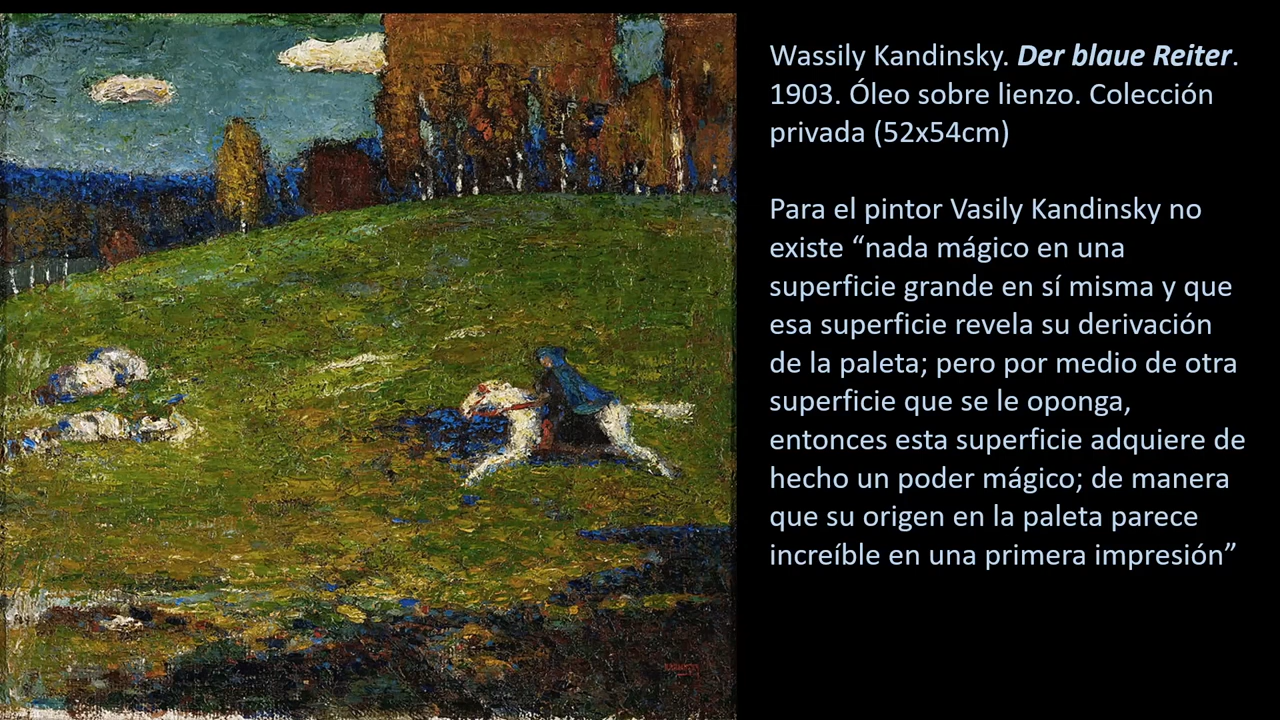 Wassily Kandinsky. Der blaue Reiter.
1903. Óleo sobre lienzo. Colección
privada (52x54cm)
Para el pintor Vasily Kandinsky no
existe “nada mágico en una
superficie grande en sí misma y que
esa superficie revela su derivación
de la paleta; pero por medio de otra
superficie que se le oponga,
entonces esta superficie adquiere de
hecho un poder mágico; de manera
que su origen en la paleta parece
increíble en una primera impresión”